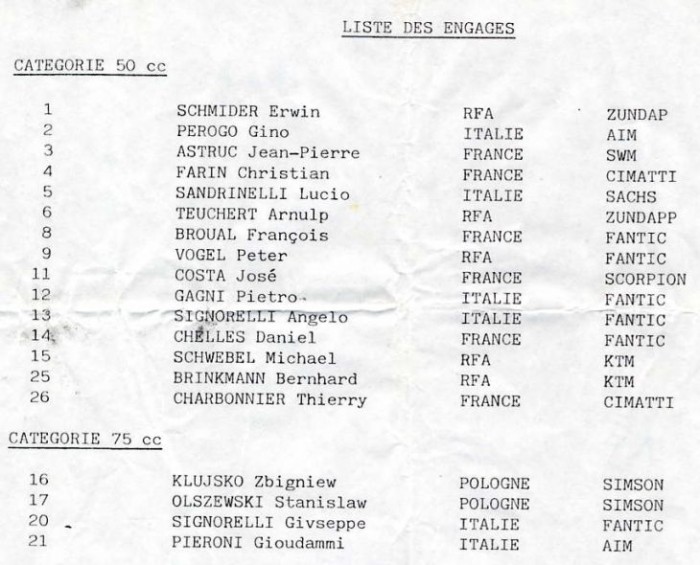 LISTE DES ENGAGES
CATEGORIE 50 cc
1 SCHMIDER Erwin RFA ZUNDAP
2 PEROGO Gino ITALIE AIM
3 ASTRUC Jean-Pierre FRANCE SWM
4 FARIN Christian FRANCE CIMATTI
5 SANDRINELLI Lucio ITALIE SACHS
6 TEUCHERT Arnulp RFA ZUNDAPP
8 BROUAL François FRANCE FANTIC
9 VOGEL Peter RFA FANTIC
11 COSTA José FRANCE SCORPION
12 GAGNI Pietro ITALIE FANTIC
13 SIGNORELLI Angelo ITALIE FANTIC
14 CHELLES Daniel FRANCE FANTIC
15 SCHWEBEL Michael RFA KTM
25 BRINKMANN Bernhard RFA KTM
26 CHARBONNIER Thierry FRANCE CIMATTI
CATEGORIE 75 cc
16 KLUJSKO Zbigniew POLOGNE SIMSON
17 OLSZEWSKI Stanislaw POLOGNE SIMSON
20 SIGNORELLI Givseppe ITALIE FANTIC
21 PIERONI Gioudammi ITALIE AIM